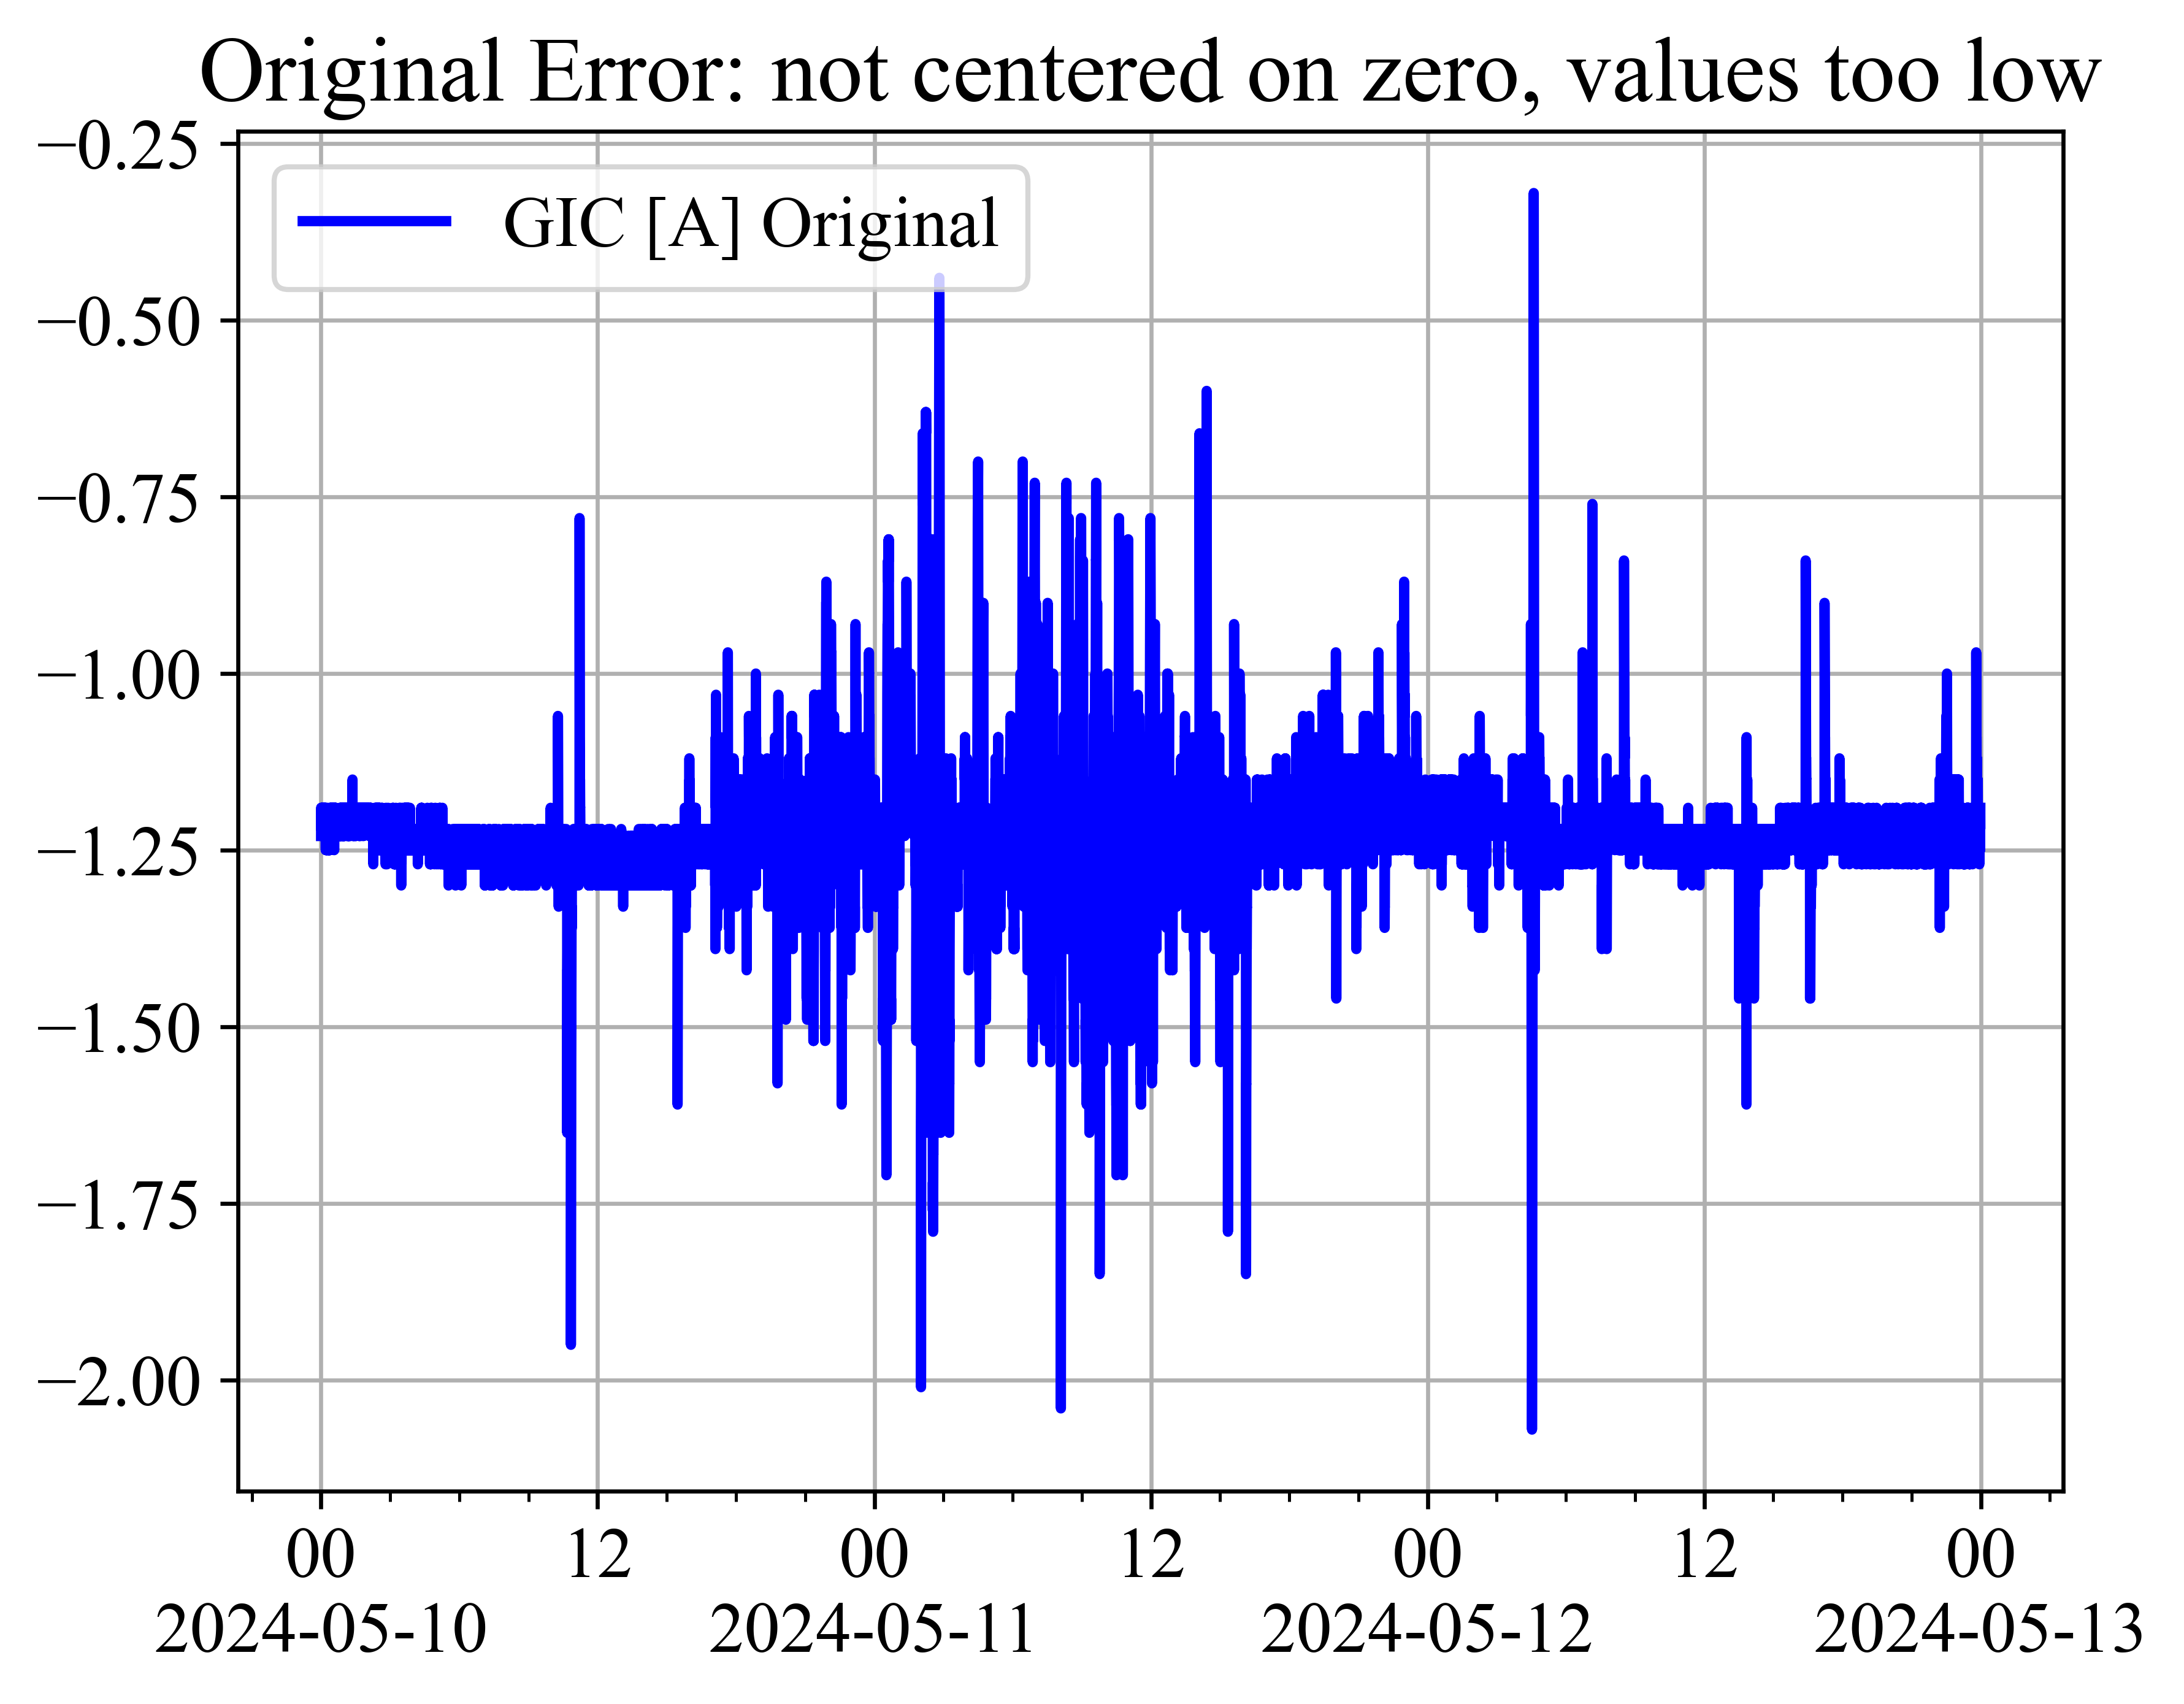 Original Error: not centered on zero, values too low
GIC [A] Original
−0.25
−0.50
−0.75
−1.00
−1.25
−1.50
−1.75
−2.00
00 12 00 12 00 12 00
2024-05-10 2024-05-11 2024-05-12 2024-05-13